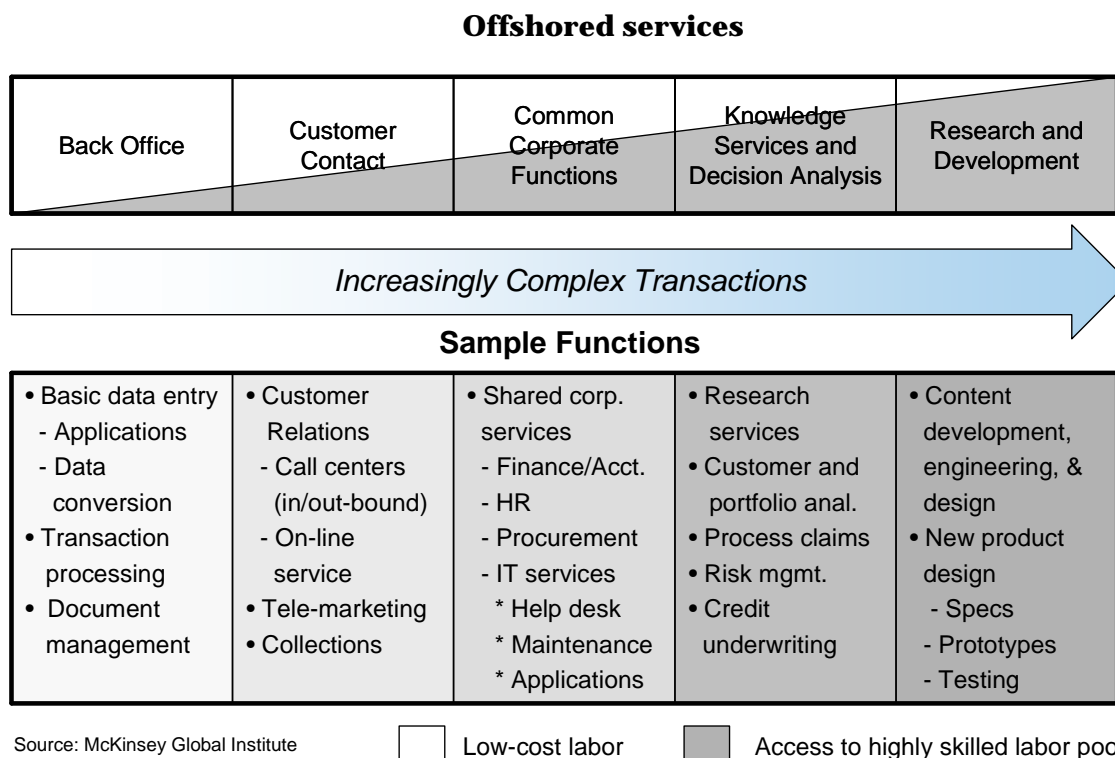 Offshored services
Back Office
Customer
Contact
Common
Corporate
Functions
Knowledge
Services and
Decision Analysis
Research and
Development
Increasingly Complex Transactions
Sample Functions
• Basic data entry
- Applications
- Data
conversion
• Transaction
processing
• Document
management
• Customer
Relations
- Call centers
(in/out-bound)
- On-line
service
• Tele-marketing
• Collections
• Shared corp.
services
- Finance/Acct.
- HR
- Procurement
- IT services
* Help desk
* Maintenance
* Applications
• Research
services
• Customer and
portfolio anal.
• Process claims
• Risk mgmt.
• Credit
underwriting
• Content
development,
engineering, &
design
• New product
design
- Specs
- Prototypes
- Testing
Source: McKinsey Global Institute
Low-cost labor
Access to highly skilled labor poo